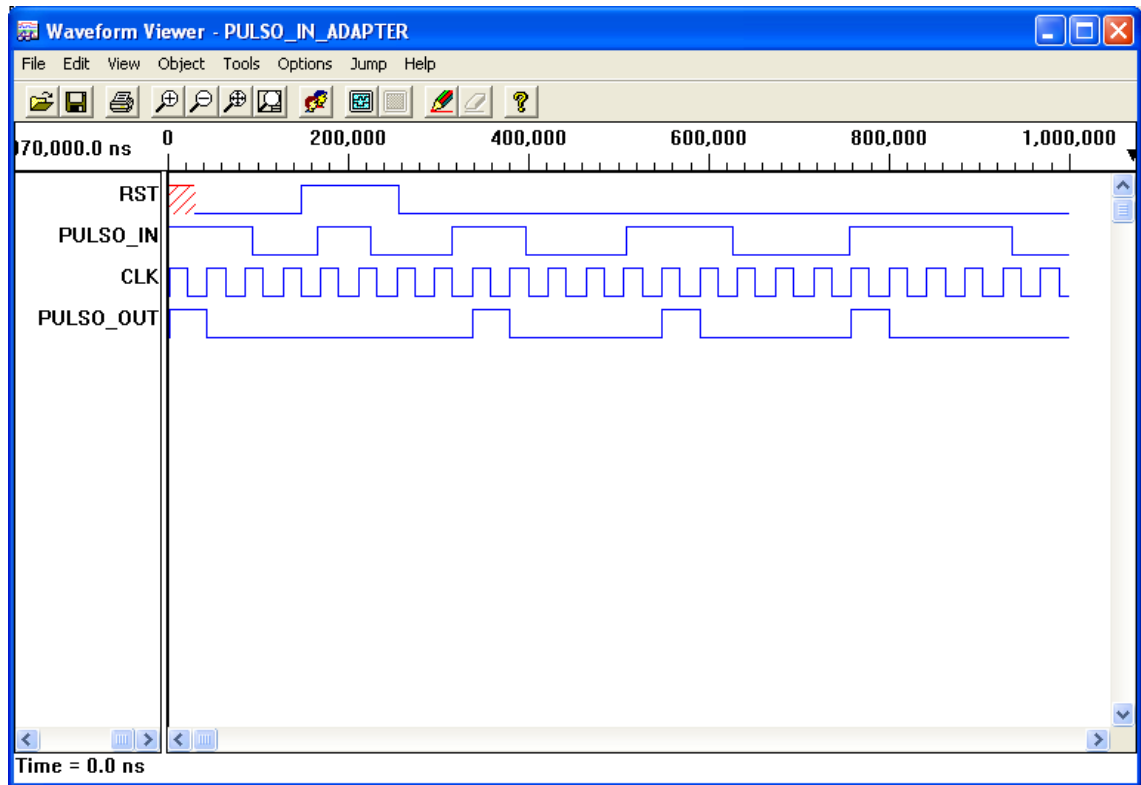 Waveform Viewer - PULSO_IN_ADAPTER
File Edit View Object Tools Options Jump Help
70,000.0 ns 0 200,000 400,000 600,000 800,000 1,000,000
RST
PULSO_IN
CLK
PULSO_OUT
Time = 0.0 ns